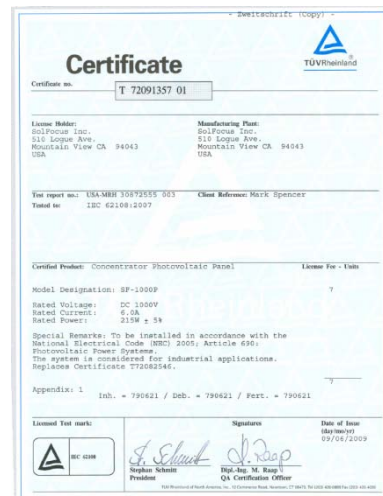 - Zweitschrift (Copy) -
TÜVRheinland
Certificate
Certificate no.
T 72091357 01
License Holder:
SolFocus Inc.
510 Logue Ave.
Mountain View CA 94043
USA
Manufacturing Plant:
SolFocus Inc.
510 Logue Ave.
Mountain View CA 94043
USA
Test report no.: USA-MRH 30872555 003
Client Reference: Mark Spencer
Tested to: IEC 62108:2007
Certified Product: Concentrator Photovoltaic Panel
License Fee - Units
Model Designation: SF-1000P
7
Rated Voltage: DC 1000V
Rated Current: 6.0A
Rated Power: 215W ± 5%
Special Remarks: To be installed in accordance with the
National Electrical Code (NEC) 2005; Article 690:
Photovoltaic Power Systems.
The system is considered for industrial applications.
Replaces Certificate T72082546.
7
Appendix: 1
Inh. = 790621 / Deb. = 790621 / Fert. = 790621
Licensed Test mark:
Signatures
Date of Issue
(day/mo/yr)
09/06/2009
IEC 62108
Stephan Schmitt
President
Dipl.-Ing. M. Raap
QA Certification Officer